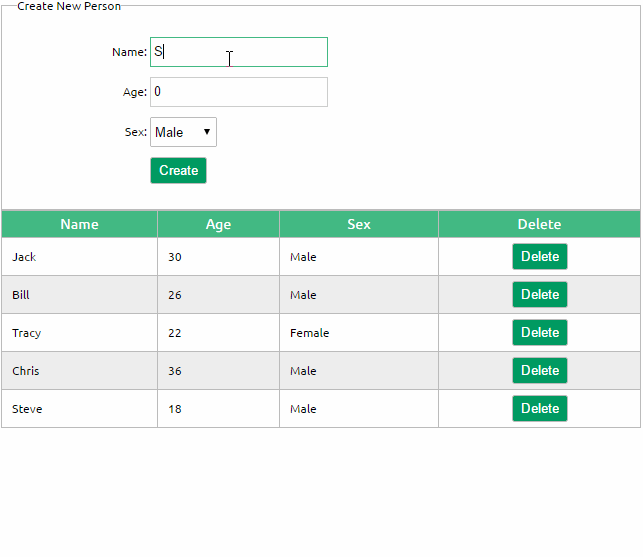 Create New Person
Name: S
Age: 0
Sex: Male
Create
Name Age Sex Delete
Jack 30 Male Delete
Bill 26 Male Delete
Tracy 22 Female Delete
Chris 36 Male Delete
Steve 18 Male Delete